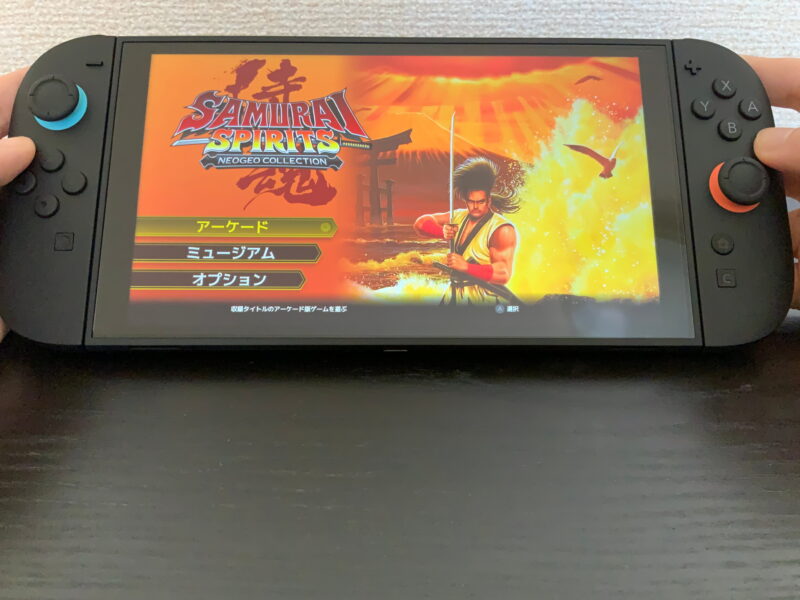 侍
SAMURAI
SPIRITS
NEOGEO COLLECTION
魂
アーケード
ミュージアム
オプション
収録タイトルのアーケード版ゲームを選ぶ
A 選択
X
Y
A
B
C